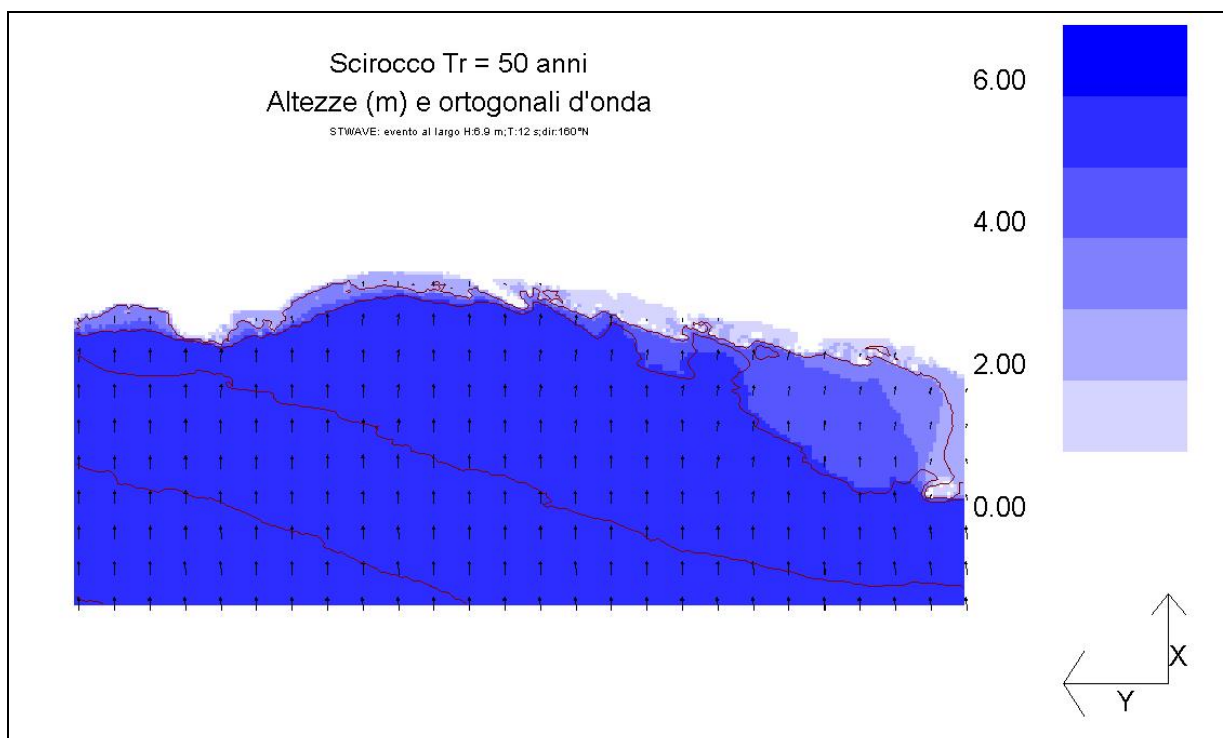 Scirocco Tr = 50 anni
Altezze (m) e ortogonali d'onda
STWAVE: evento al largo H:6.9 m;T:12 s;dir:160°N
6.00
4.00
2.00
0.00
X
Y